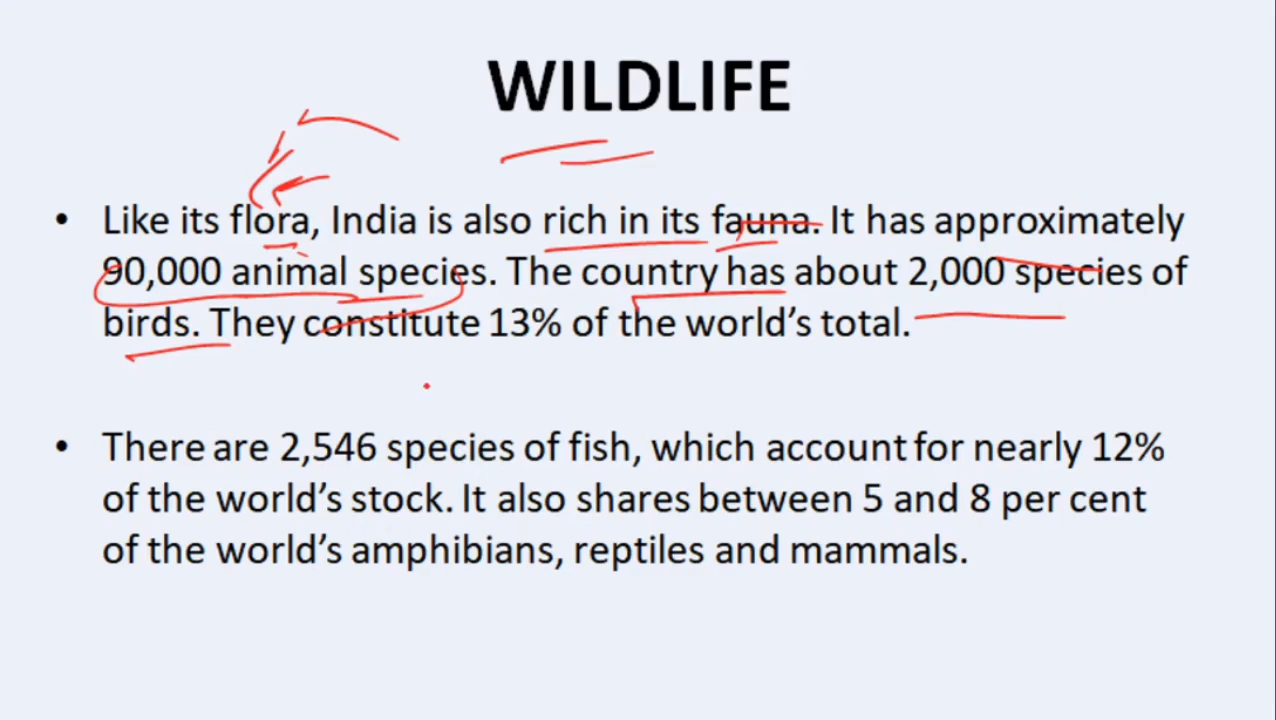 WILDLIFE
• Like its flora, India is also rich in its fauna. It has approximately
90,000 animal species. The country has about 2,000 species of
birds. They constitute 13% of the world’s total.
• There are 2,546 species of fish, which account for nearly 12%
of the world’s stock. It also shares between 5 and 8 per cent
of the world’s amphibians, reptiles and mammals.